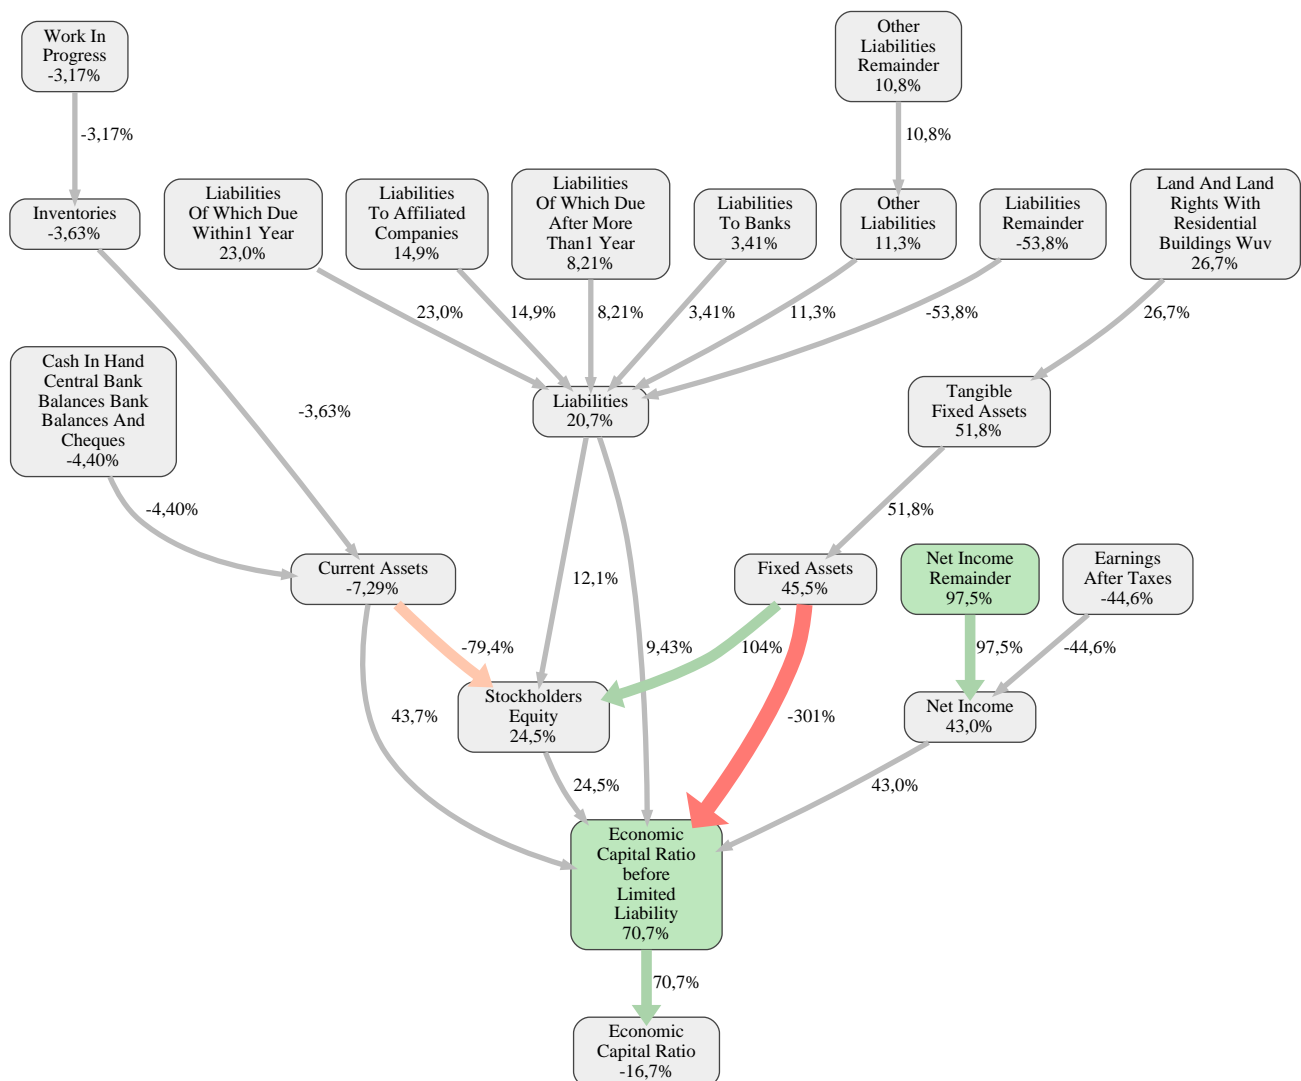 Work In
Progress
-3,17%
Other
Liabilities
Remainder
10,8%
-3,17%
10,8%
Inventories
-3,63%
Liabilities
Of Which Due
Within1 Year
23,0%
Liabilities
To Affiliated
Companies
14,9%
Liabilities
Of Which Due
After More
Than1 Year
8,21%
Liabilities
To Banks
3,41%
Other
Liabilities
11,3%
Liabilities
Remainder
-53,8%
Land And Land
Rights With
Residential
Buildings Wuv
26,7%
23,0%
14,9%
8,21%
3,41%
11,3%
-53,8%
26,7%
Cash In Hand
Central Bank
Balances Bank
Balances And
Cheques
-4,40%
-3,63%
Liabilities
20,7%
Tangible
Fixed Assets
51,8%
-4,40%
51,8%
Current Assets
-7,29%
12,1%
Fixed Assets
45,5%
Net Income
Remainder
97,5%
Earnings
After Taxes
-44,6%
-79,4%
9,43%
104%
97,5%
-44,6%
43,7%
Stockholders
Equity
24,5%
-301%
Net Income
43,0%
24,5%
43,0%
Economic
Capital Ratio
before
Limited
Liability
70,7%
70,7%
Economic
Capital Ratio
-16,7%